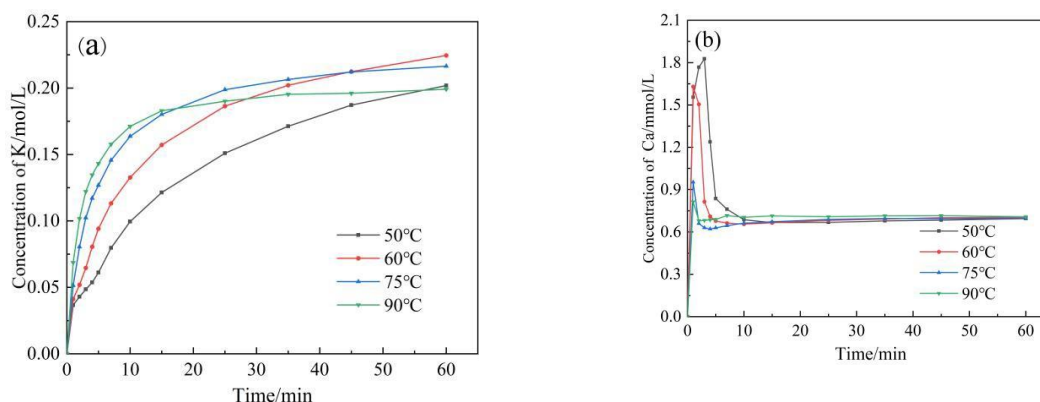 (a)
Concentration of K/mol/L
0.25
0.20
0.15
0.10
0.05
0.00
50℃
60℃
75℃
90℃
0 10 20 30 40 50 60
Time/min
(b)
Concentration of Ca/mmol/L
2.1
1.8
1.5
1.2
0.9
0.6
0.3
0.0
50℃
60℃
75℃
90℃
0 10 20 30 40 50 60
Time/min